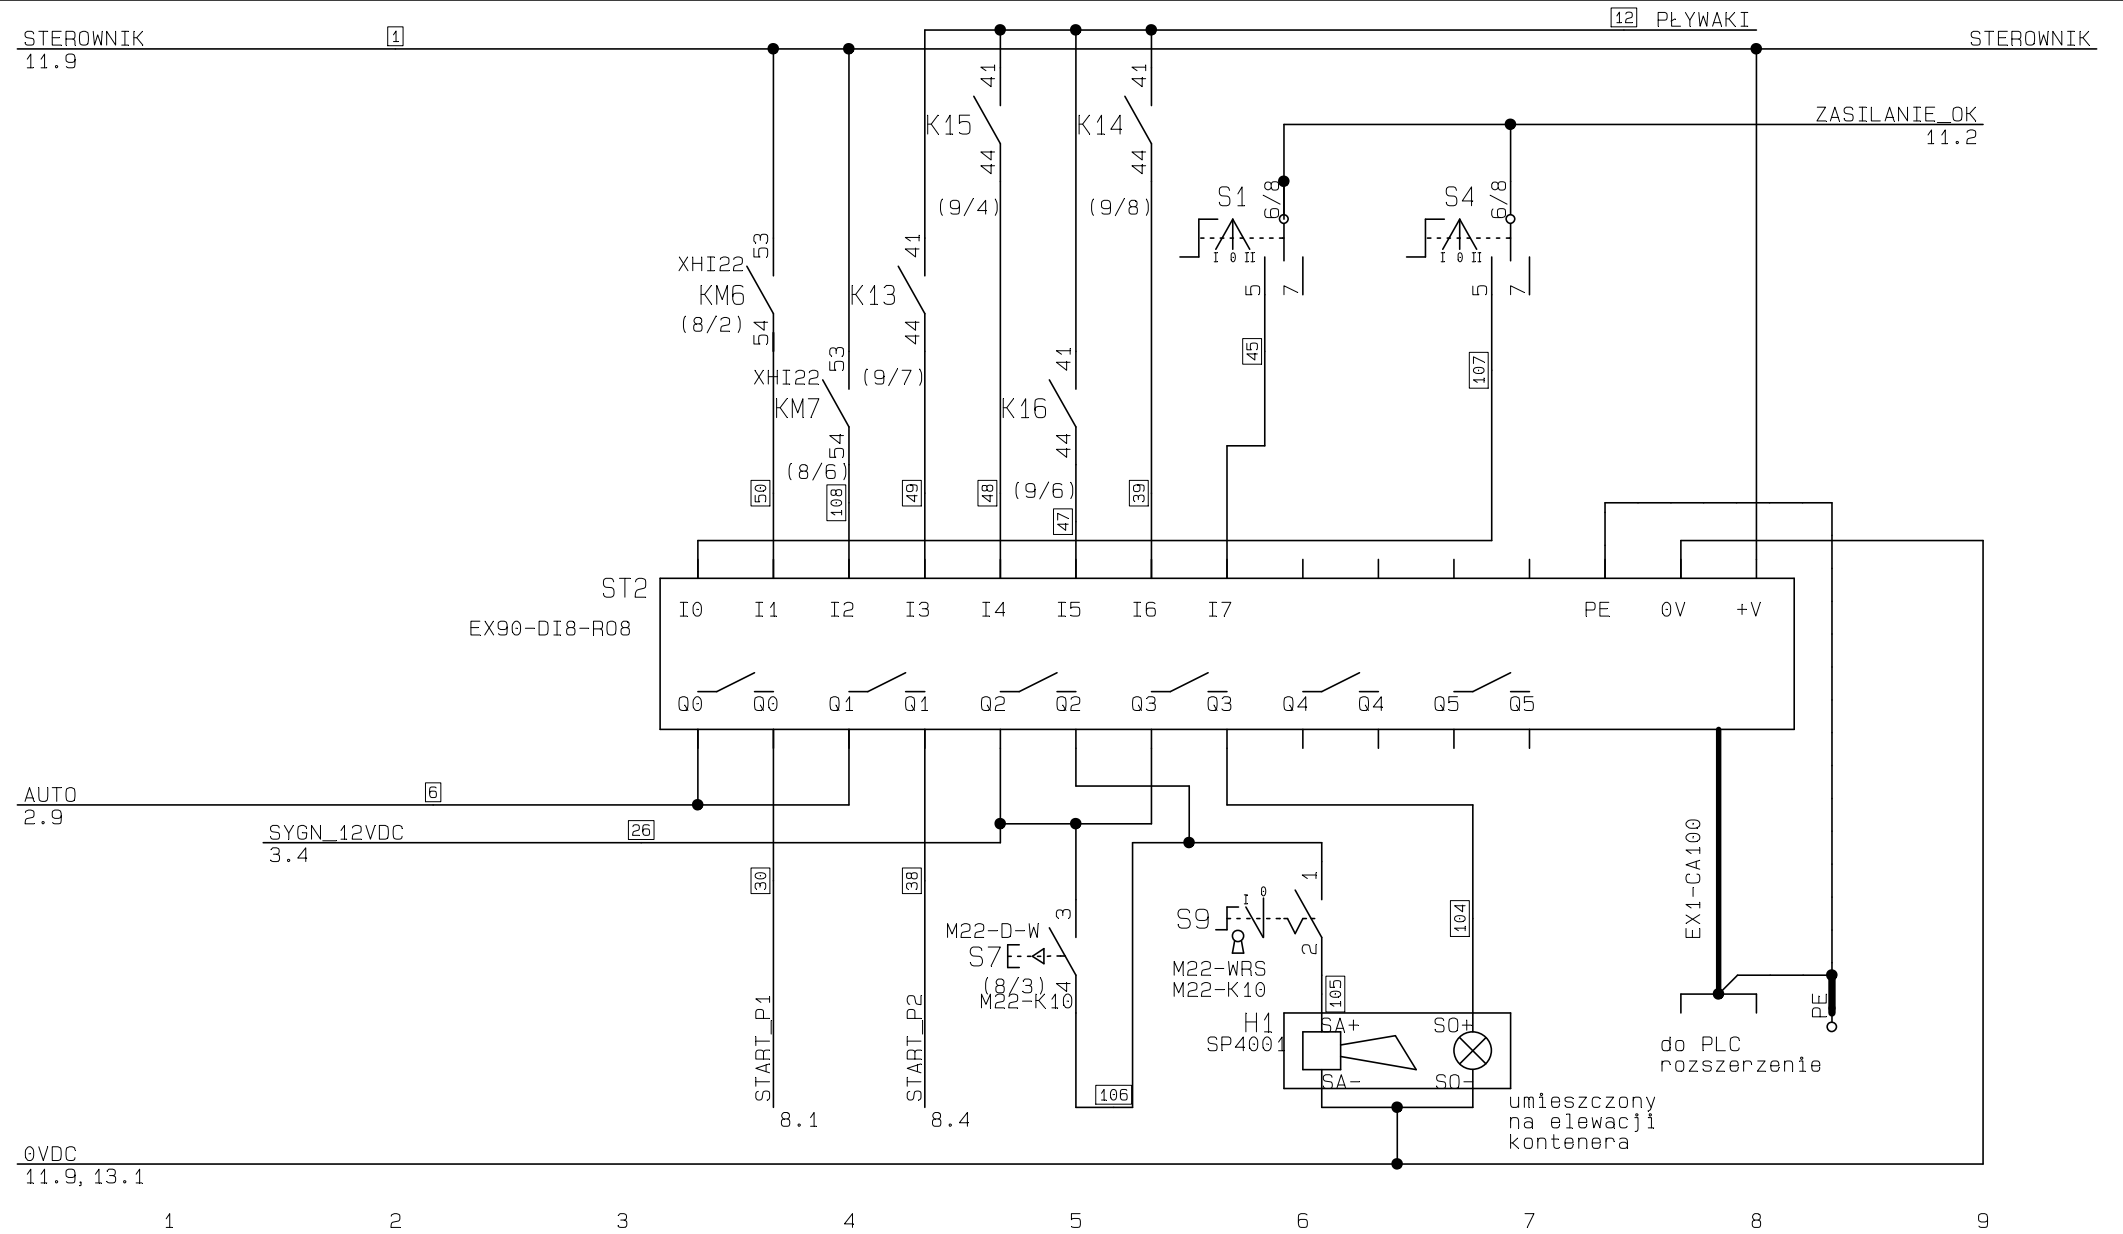 12 PŁYWAKI
STEROWNIK 1 STEROWNIK
11.9
41 41
K15 K14
44 44
ZASILANIE_OK
11.2
(9/4) (9/8)
S1 6/8 S4 6/8
I 0 II I 0 II
5 7 5 7
53 41
XHI22
KM6 K13
(8/2)
54 44
45 107
53 41
XHI22 (9/7)
KM7 K16
54 44
(8/6) (9/6)
50 108 49 48 47 39
ST2
EX90-DI8-RO8
I0 I1 I2 I3 I4 I5 I6 I7 PE 0V +V
Q0 Q0 Q1 Q1 Q2 Q2 Q3 Q3 Q4 Q4 Q5 Q5
AUTO 6
2.9
SYGN_12VDC 26
3.4
30 38 104
EX1-CA100
3 1
I 0
M22-D-W S9
S7 2
(8/3) 4 M22-WRS
M22-K10 M22-K10
105
START_P1 START_P2 PE
H1 SA+ SO+
SP4001
SA- SO-
do PLC
rozszerzenie
106
8.1 8.4
umieszczony
na elewacji
kontenera
0VDC
11.9, 13.1
1 2 3 4 5 6 7 8 9